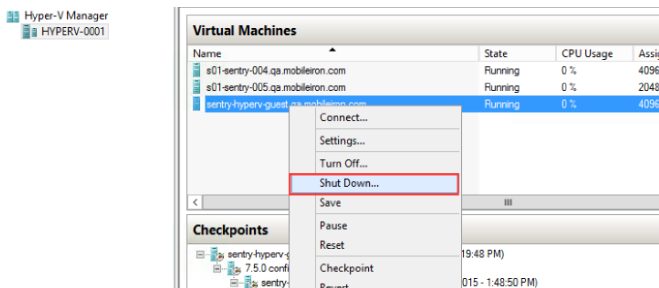 Hyper-V Manager
HYPERV-0001
Virtual Machines
Name State CPU Usage
s01-sentry-004.qa.mobileiron.com Running 0 % 4096
s01-sentry-005.qa.mobileiron.com Running 0 % 2048
sentry-hyperv-guest.qa.mobileiron.com Running 0 % 4096
Connect...
Settings...
Turn Off...
Shut Down...
Save
Pause
Checkpoints
Reset
sentry-hyperv- 19:48 PM)
7.5.0 confi Checkpoint
sentry- 015 - 1:48:50 PM)
Revert